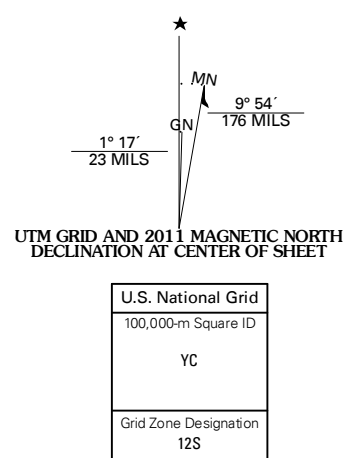 ★
MN
GN
9° 54´
176 MILS
1° 17´
23 MILS
UTM GRID AND 2011 MAGNETIC NORTH
DECLINATION AT CENTER OF SHEET
U.S. National Grid
100,000-m Square ID
YC
Grid Zone Designation
12S